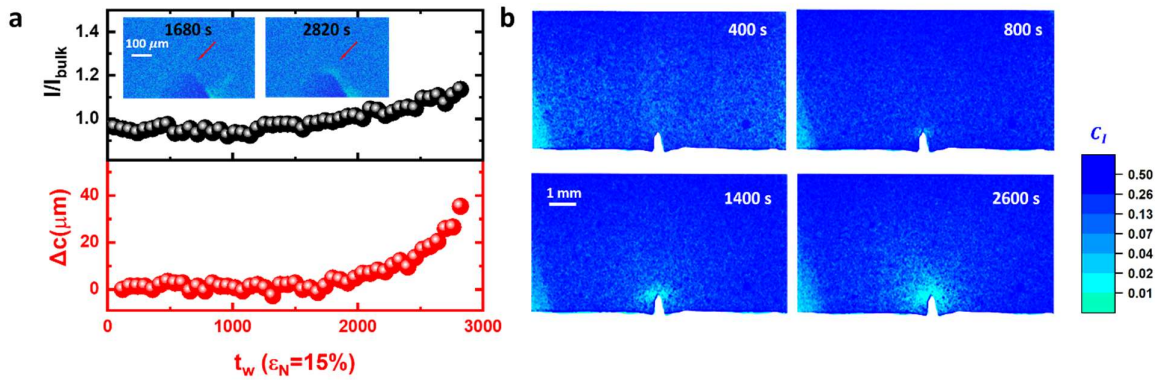 a
I/I_bulk
1.4
1.2
1.0
1680 s
100 μm
2820 s
Δc(μm)
40
20
0
0
1000
2000
3000
t_w (ε_N=15%)
b
400 s
800 s
1 mm
1400 s
2600 s
C_I
0.50
0.26
0.13
0.07
0.04
0.02
0.01